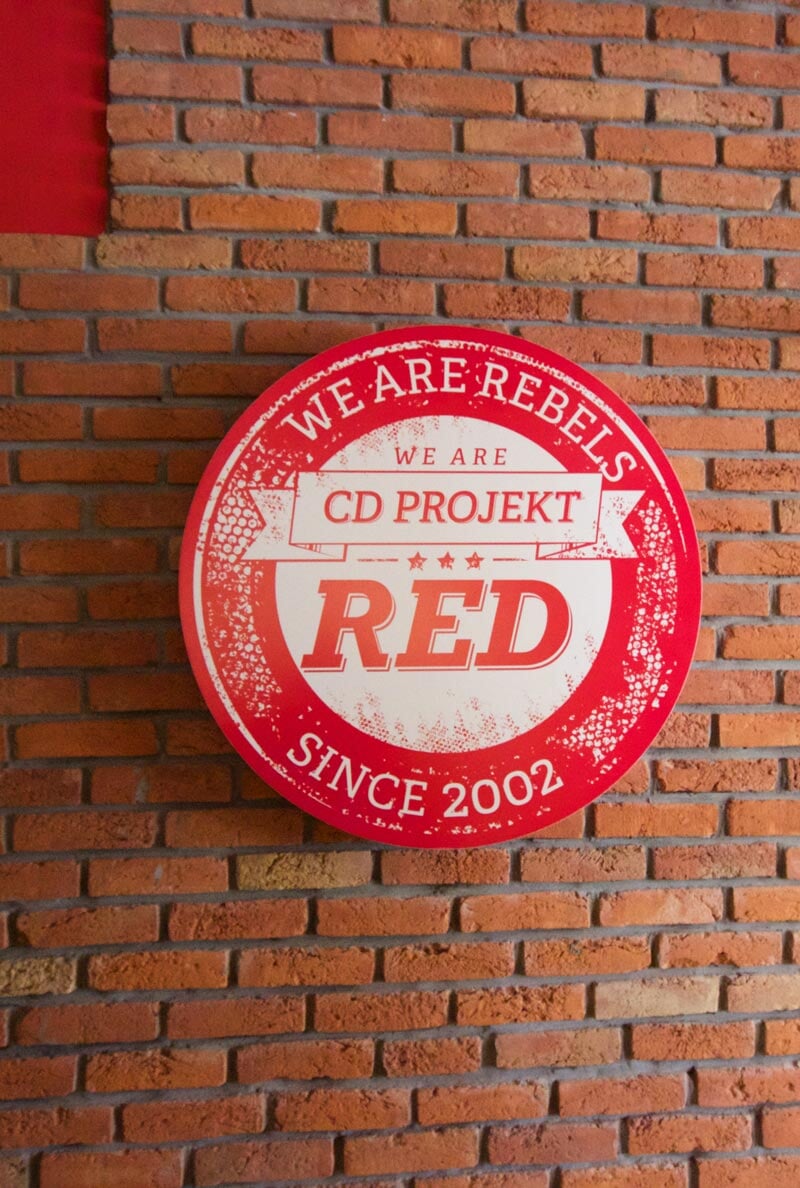 WE ARE REBELS
WE ARE
CD PROJEKT
RED
SINCE 2002